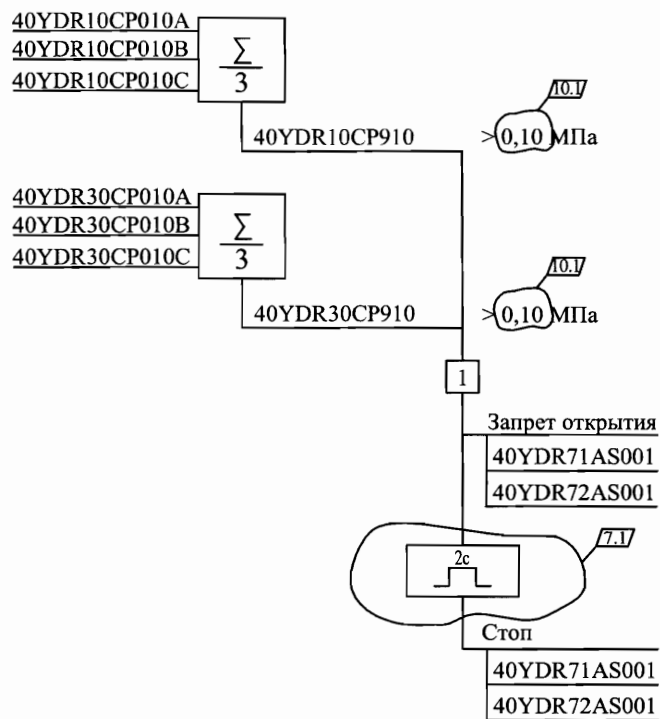 40YDR10CP010A
40YDR10CP010B
40YDR10CP010C
Σ
3
10.1
40YDR10CP910
> 0,10 МПа
40YDR30CP010A
40YDR30CP010B
40YDR30CP010C
Σ
3
10.1
40YDR30CP910
> 0,10 МПа
1
Запрет открытия
40YDR71AS001
40YDR72AS001
7.1
2с
Стоп
40YDR71AS001
40YDR72AS001